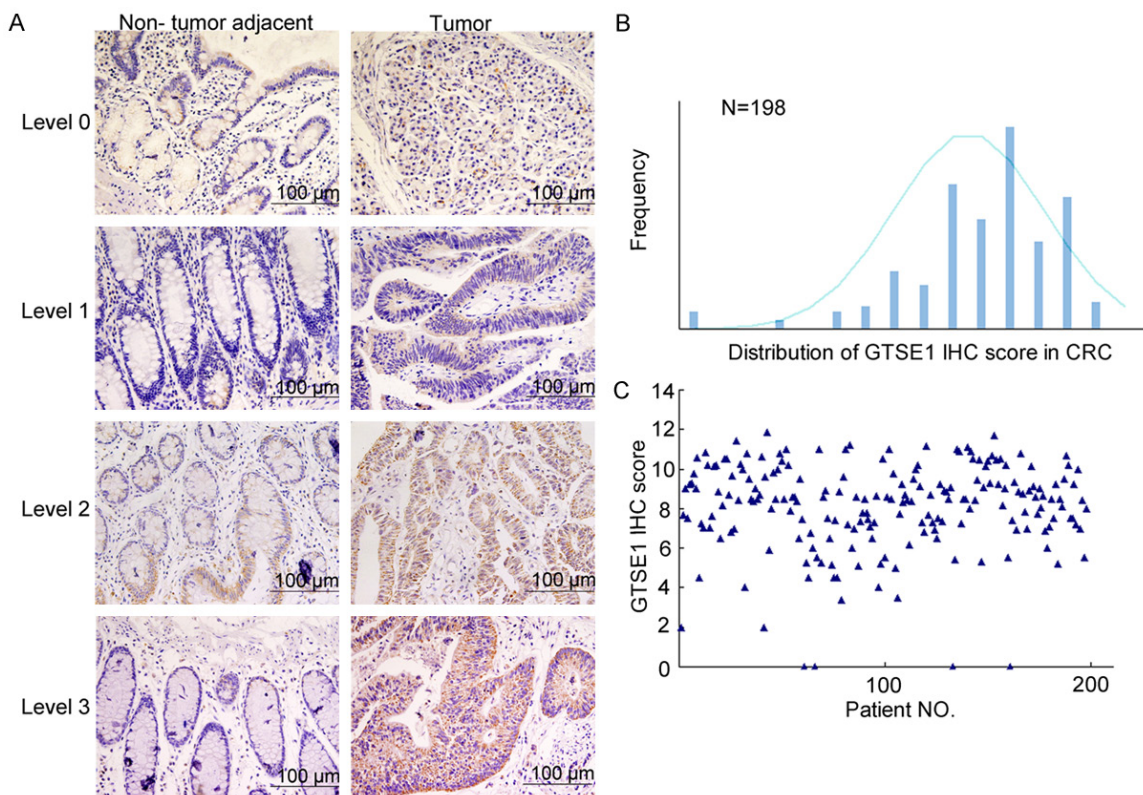 A
Non- tumor adjacent
Tumor
Level 0
100 µm
100 µm
Level 1
100 µm
100 µm
Level 2
100 µm
100 µm
Level 3
100 µm
100 µm
B
N=198
Frequency
Distribution of GTSE1 IHC score in CRC
C
GTSE1 IHC score
14
12
10
8
6
4
2
0
100
200
Patient NO.